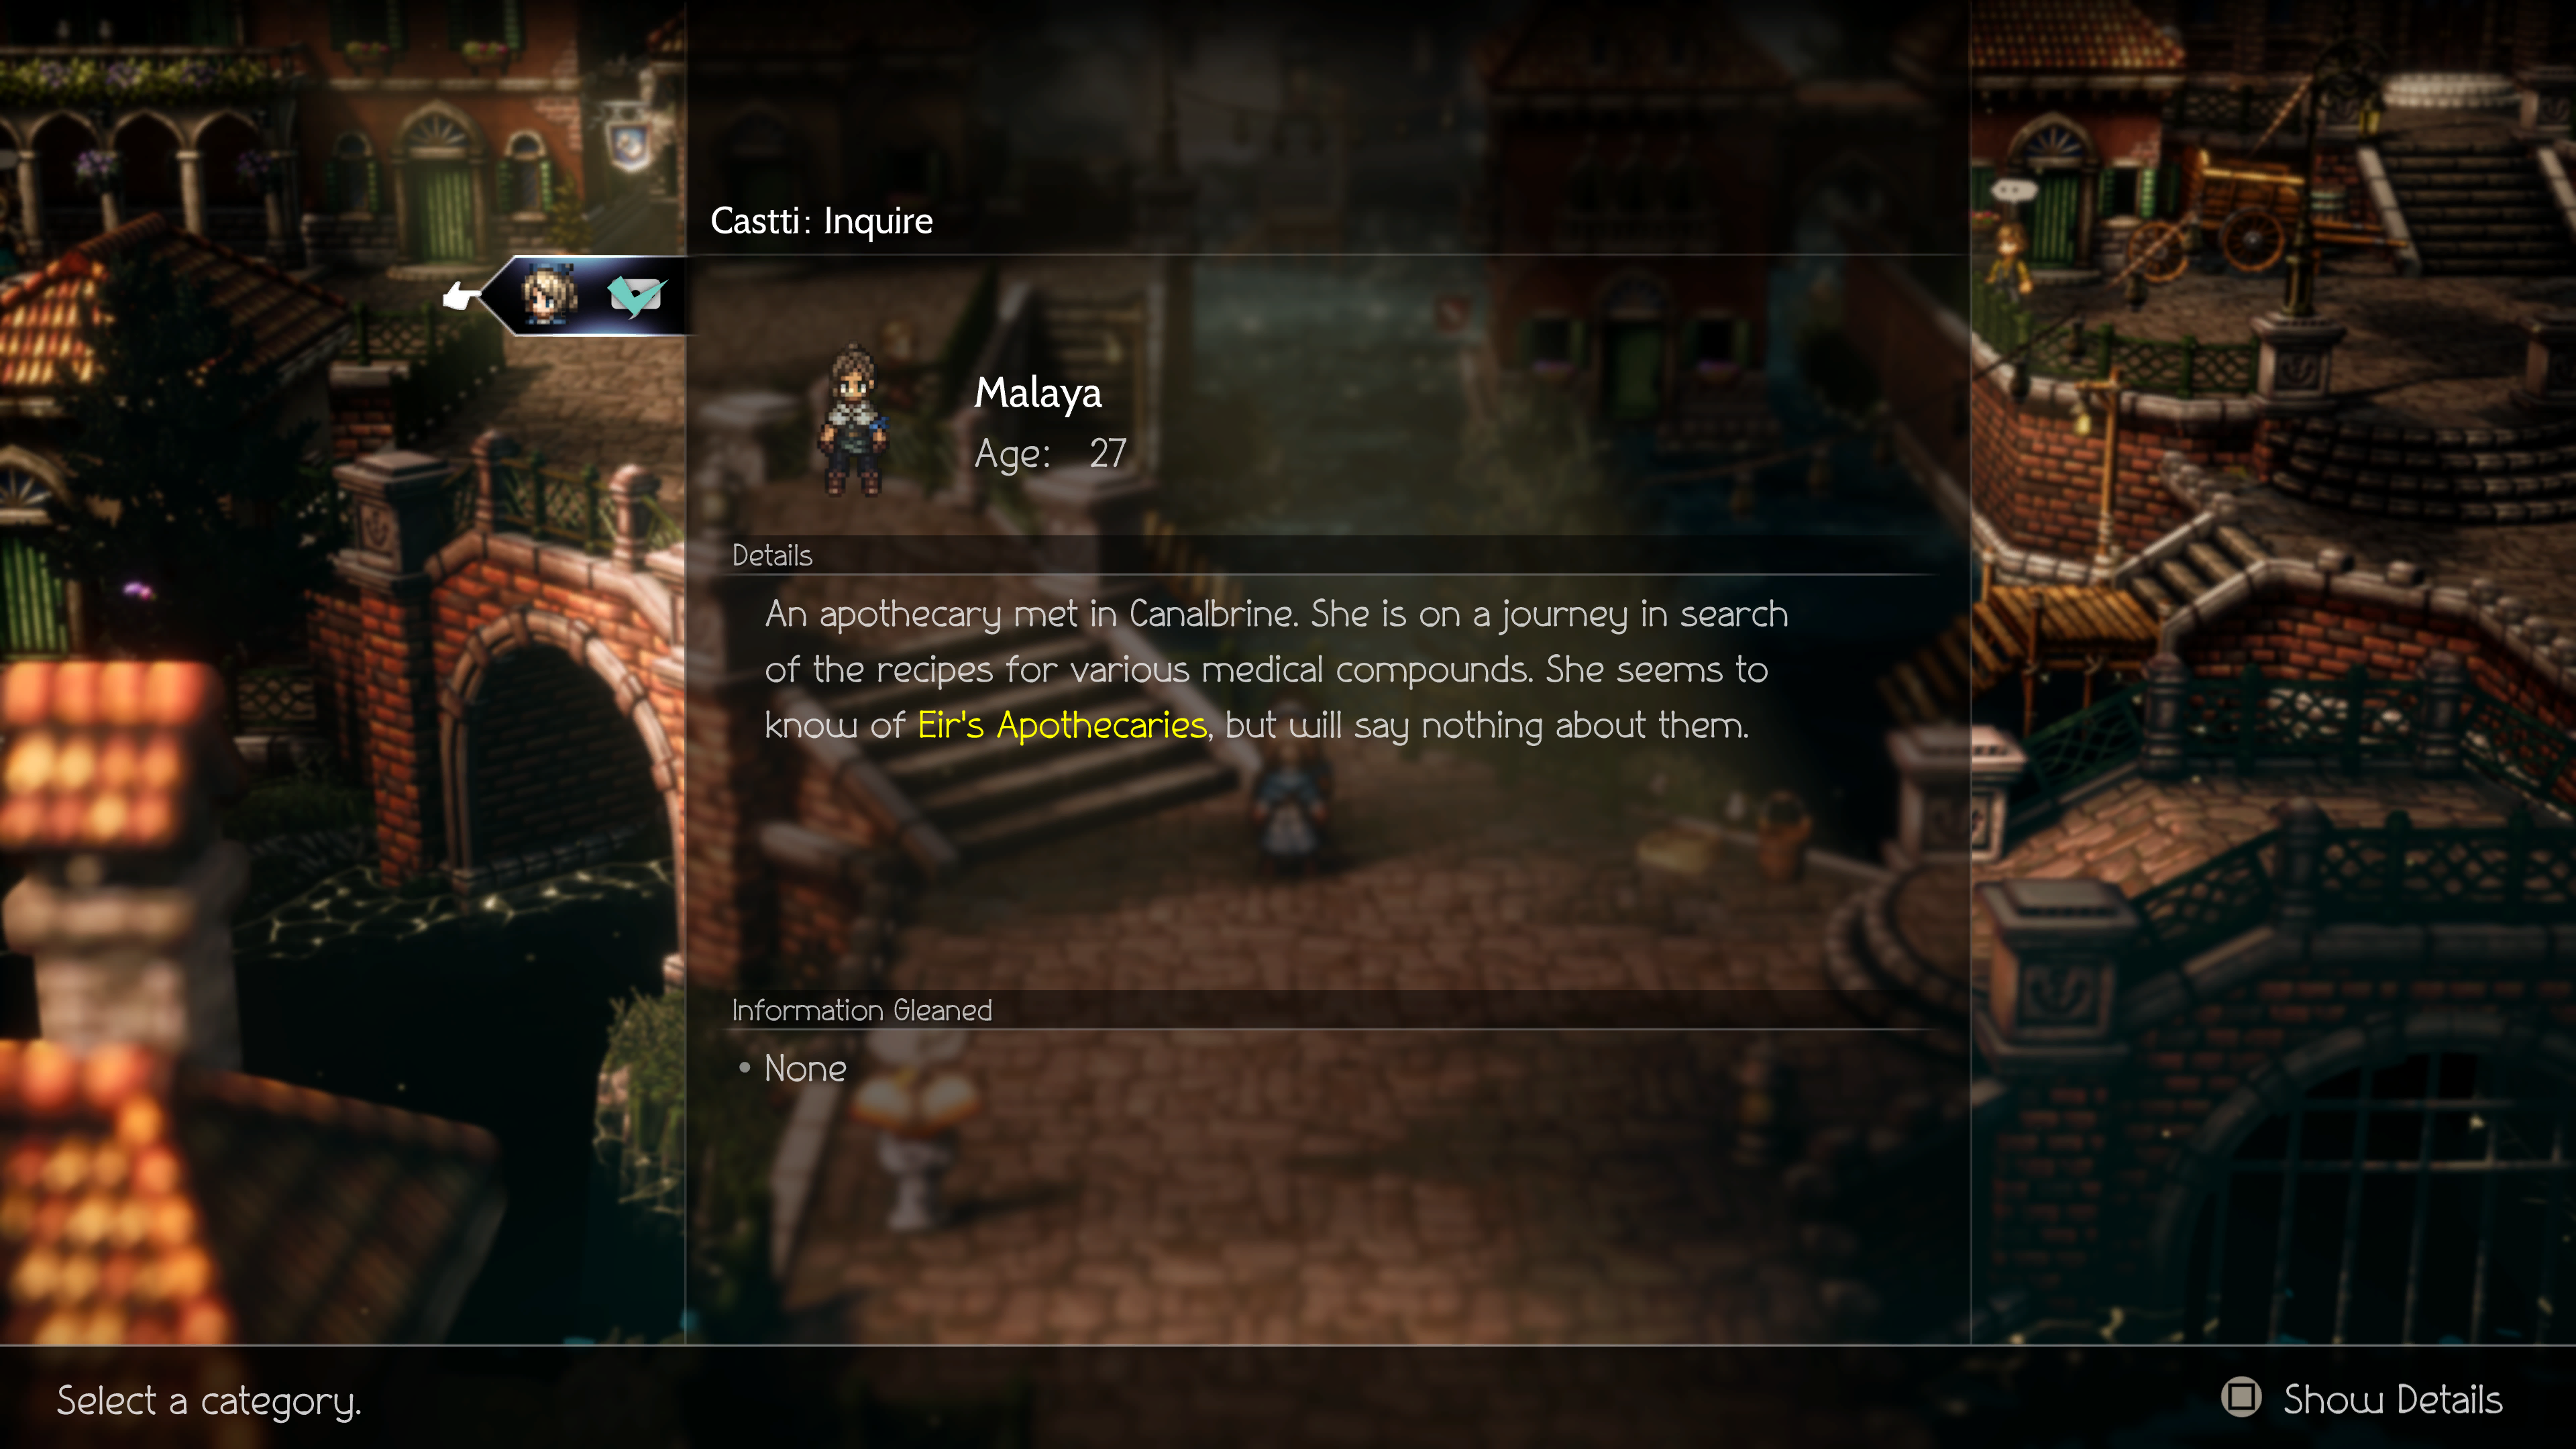 Castti: Inquire
Malaya
Age: 27
Details
An apothecary met in Canalbrine. She is on a journey in search
of the recipes for various medical compounds. She seems to
know of Eir's Apothecaries, but will say nothing about them.
Information Gleaned
• None
Select a category.
Show Details